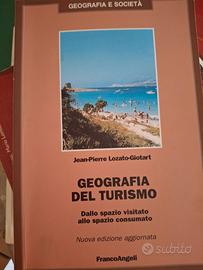 GEOGRAFIA E SOCIETÀ
Jean-Pierre Lozato-Giotart
GEOGRAFIA
DEL TURISMO
Dallo spazio visitato
allo spazio consumato
Nuova edizione aggiornata
FrancoAngeli
subito